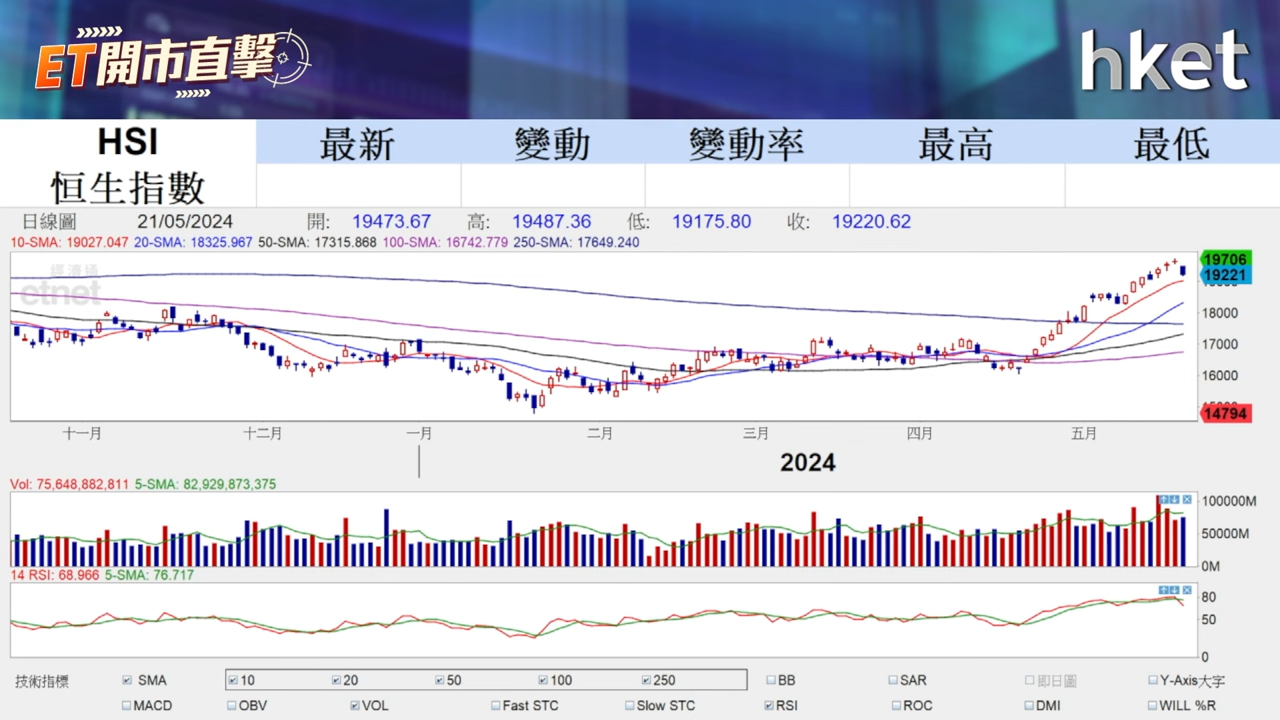 ET開市直擊
hket
HSI 最新 變動 變動率 最高 最低
恒生指數
日線圖 21/05/2024 開: 19473.67 高: 19487.36 低: 19175.80 收: 19220.62
10-SMA: 19027.047 20-SMA: 18325.967 50-SMA: 17315.868 100-SMA: 16742.779 250-SMA: 17649.240
經濟通
etnet
19706
19221
18000
17000
16000
14794
十一月 十二月 一月 二月 三月 四月 五月
2024
Vol: 75,648,882,811 5-SMA: 82,929,873,375
100000M
50000M
0M
14 RSI: 68.966 5-SMA: 76.717
80
50
0
技術指標 SMA 10 20 50 100 250 BB SAR 即日圖 Y-Axis大字
MACD OBV VOL Fast STC Slow STC RSI ROC DMI WILL %R